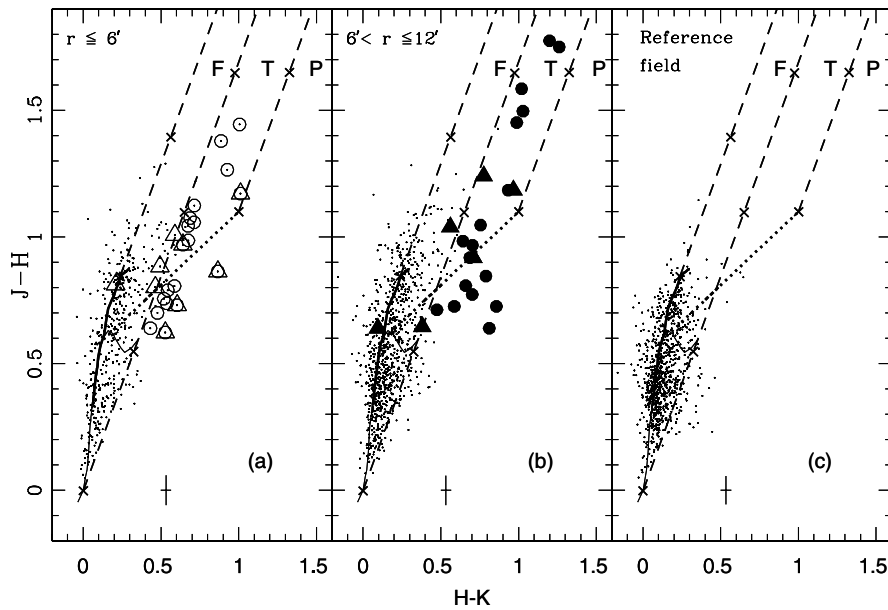 r ≦ 6′
6′< r ≦12′
Reference
field
F T P
F T P
F T P
1.5
1
0.5
0
J−H
(a)
(b)
(c)
0 0.5 1 1.5
0 0.5 1 1.5
0 0.5 1 1.5
H-K